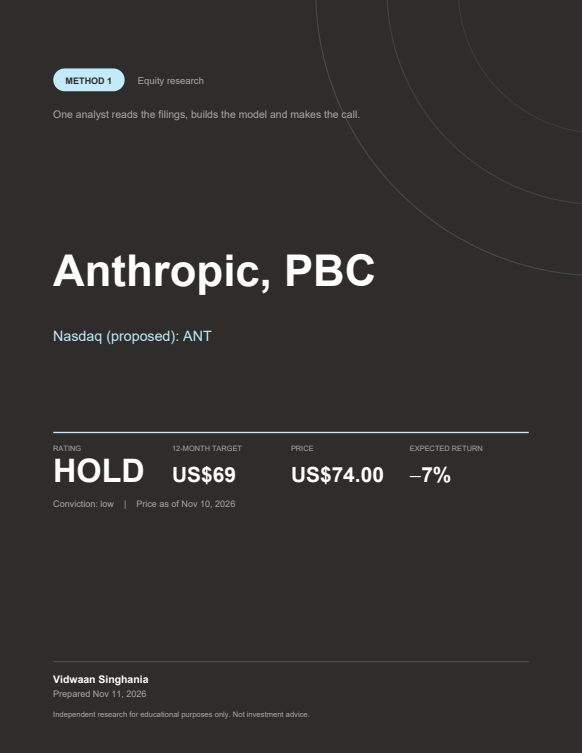 METHOD 1 Equity research
One analyst reads the filings, builds the model and makes the call.
Anthropic, PBC
Nasdaq (proposed): ANT
RATING 12-MONTH TARGET PRICE EXPECTED RETURN
HOLD US$69 US$74.00 –7%
Conviction: low | Price as of Nov 10, 2026
Vidwaan Singhania
Prepared Nov 11, 2026
Independent research for educational purposes only. Not investment advice.